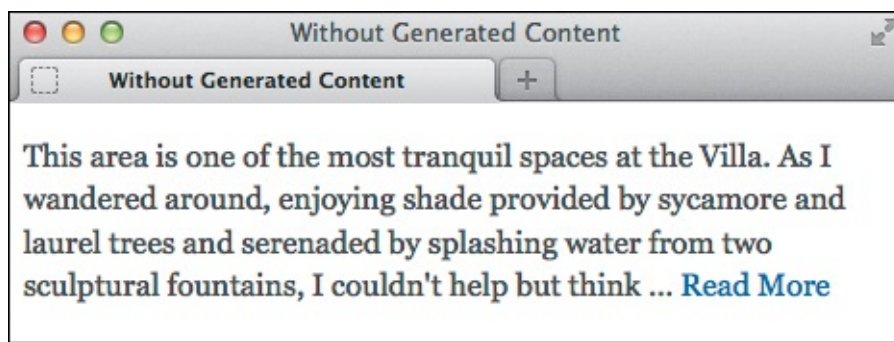 Without Generated Content
Without Generated Content
This area is one of the most tranquil spaces at the Villa. As I
wandered around, enjoying shade provided by sycamore and
laurel trees and serenaded by splashing water from two
sculptural fountains, I couldn't help but think ... Read More